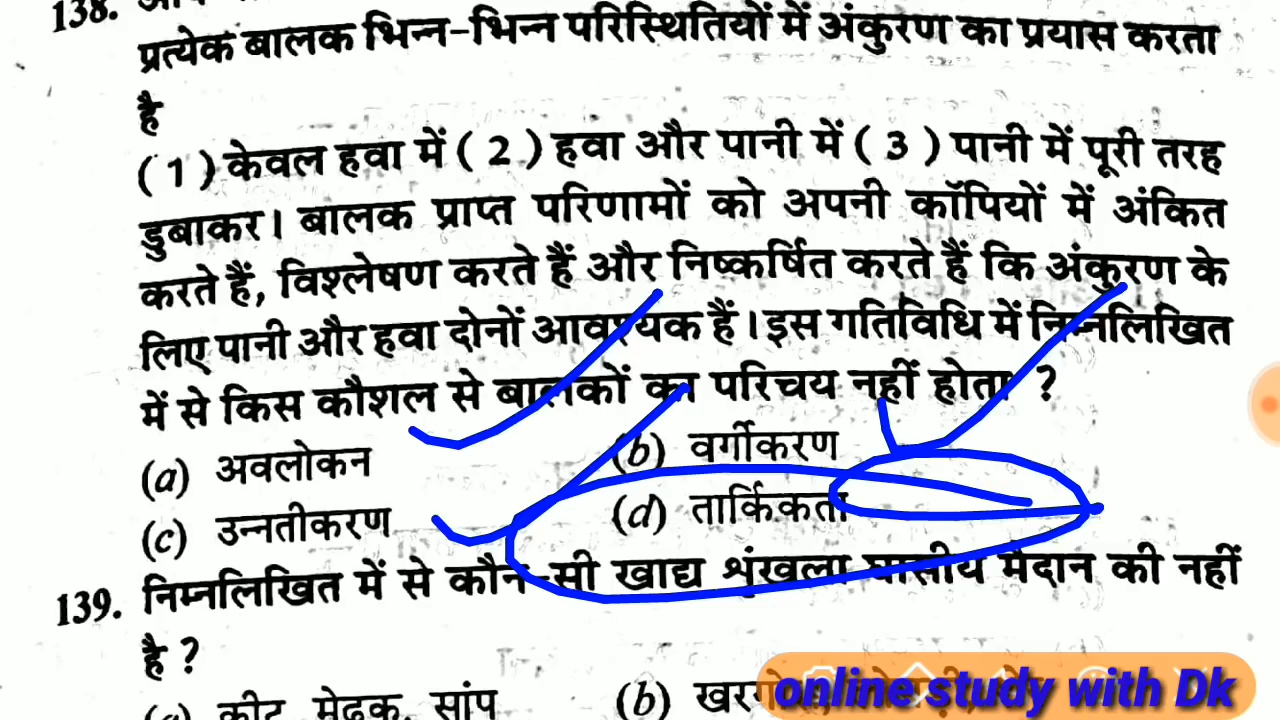 138.
प्रत्येक बालक भिन्न-भिन्न परिस्थितियों में अंकुरण का प्रयास करता
है
(1) केवल हवा में (2) हवा और पानी में (3) पानी में पूरी तरह
डुबाकर। बालक प्राप्त परिणामों को अपनी कॉपियों में अंकित
करते हैं, विश्लेषण करते हैं और निष्कर्षित करते हैं कि अंकुरण के
लिए पानी और हवा दोनों आवश्यक हैं। इस गतिविधि में निम्नलिखित
में से किस कौशल से बालकों का परिचय नहीं होता ?
(a) अवलोकन (b) वर्गीकरण
(c) उन्नतीकरण (d) तार्किकता
139. निम्नलिखित में से कौन-सी खाद्य श्रृंखला घासीय मैदान की नहीं
है ?
(a) कीट, मेढक, सांप (b)
online study with Dk